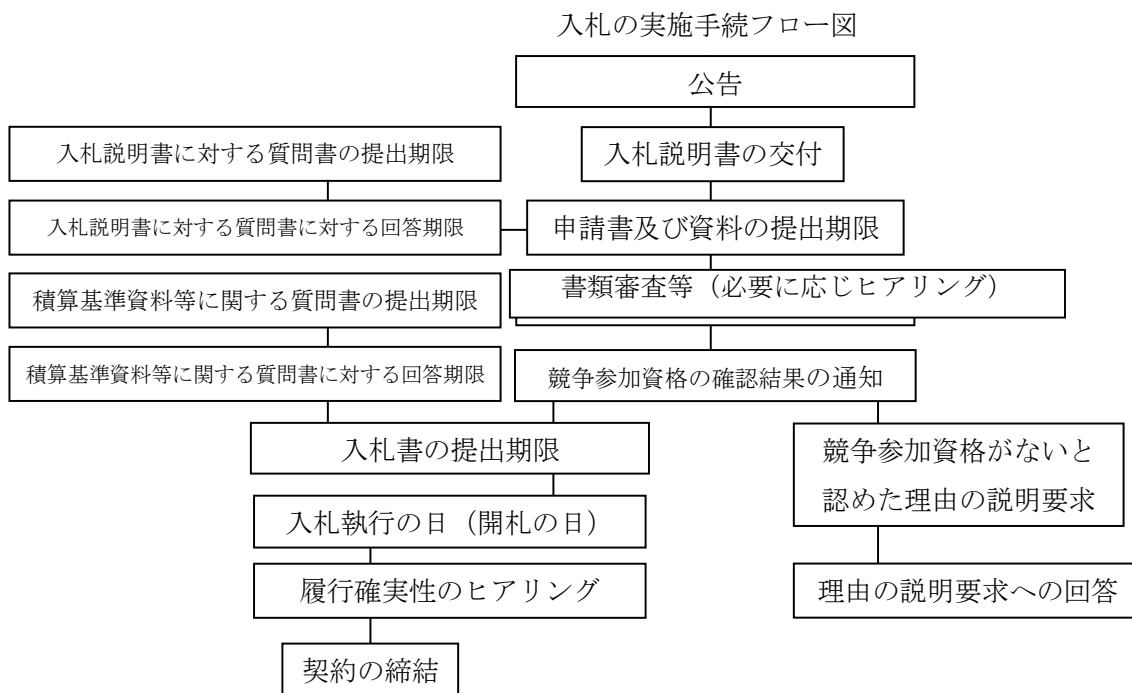 入札の実施手続フロー図
公告
入札説明書に対する質問書の提出期限
入札説明書の交付
入札説明書に対する質問書に対する回答期限
申請書及び資料の提出期限
積算基準資料等に関する質問書の提出期限
書類審査等（必要に応じヒアリング）
積算基準資料等に関する質問書に対する回答期限
競争参加資格の確認結果の通知
入札書の提出期限
競争参加資格がないと
認めた理由の説明要求
入札執行の日（開札の日）
履行確実性のヒアリング
理由の説明要求への回答
契約の締結